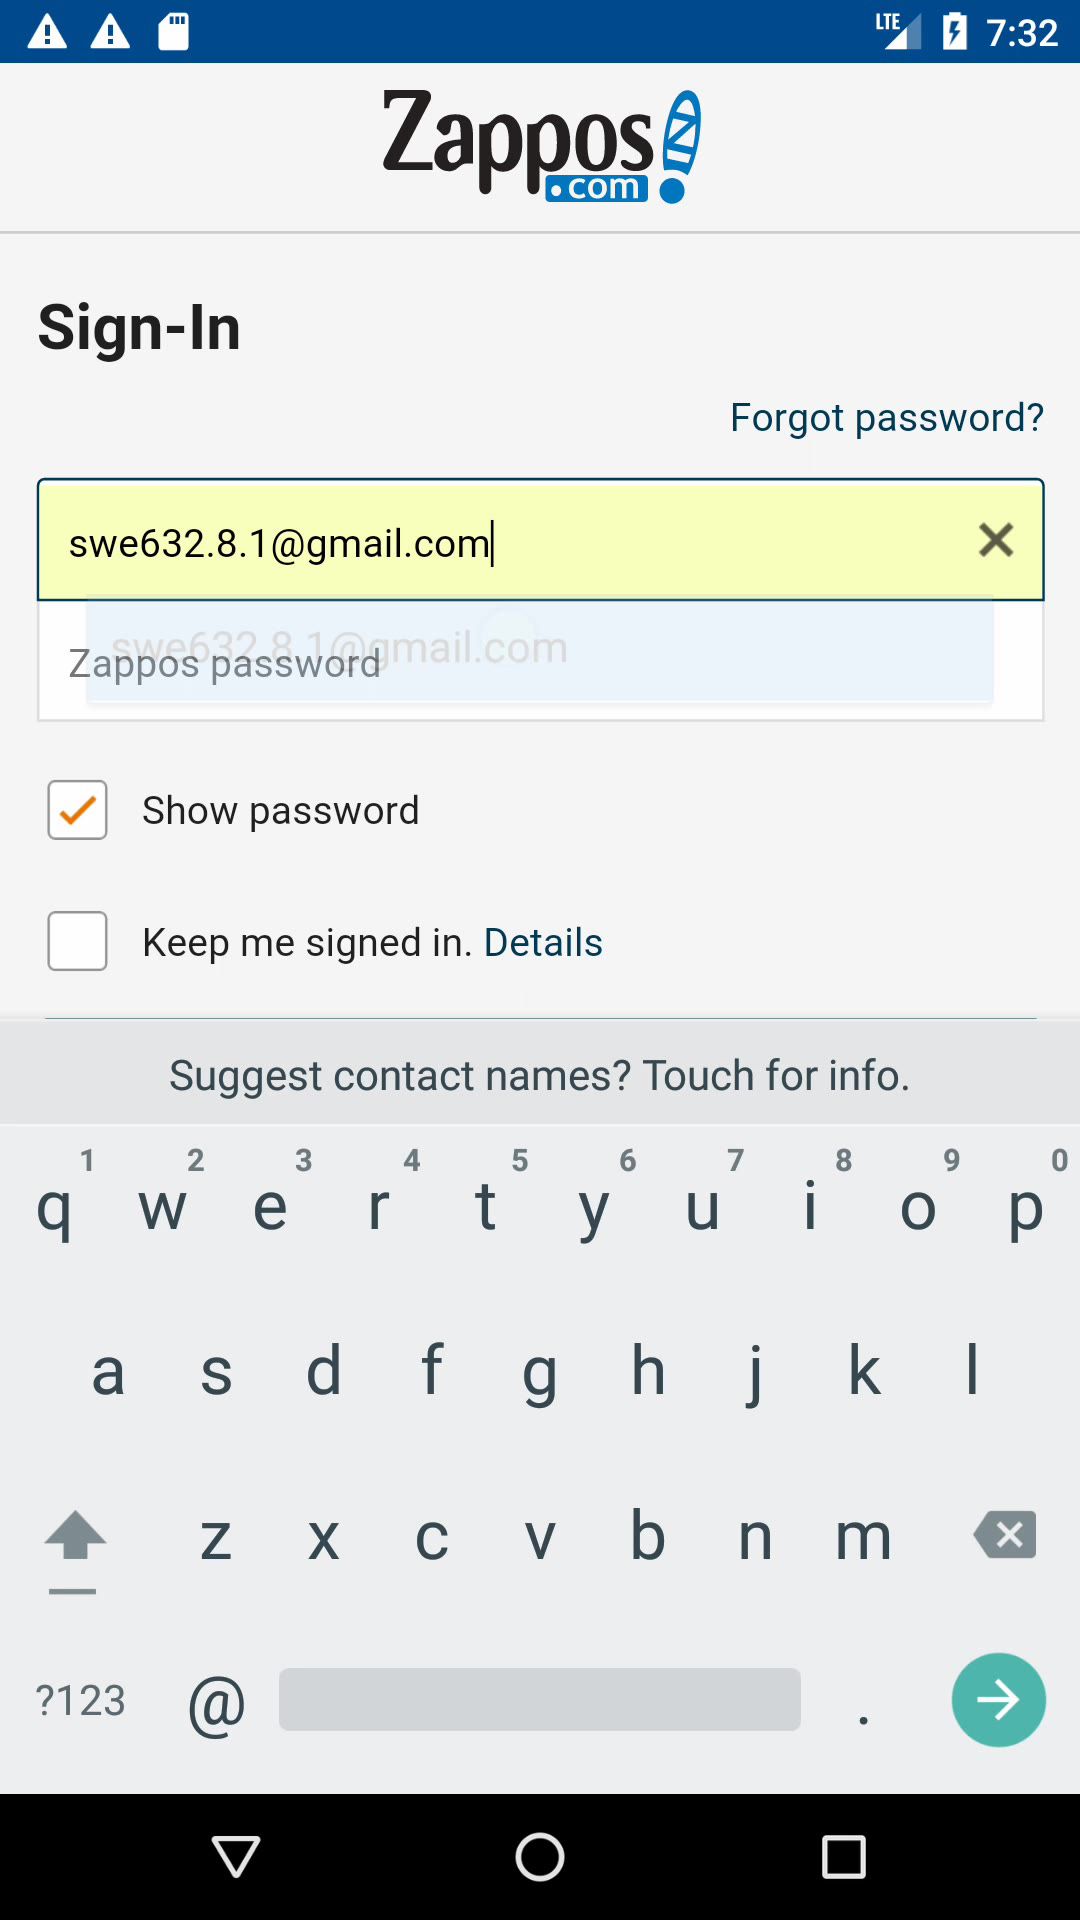 LTE 7:32
Zappos
.com
Sign-In
Forgot password?
swe632.8.1@gmail.com
swe632.8.1@gmail.com
Zappos password
Show password
Keep me signed in. Details
Suggest contact names? Touch for info.
1 2 3 4 5 6 7 8 9 0
q w e r t y u i o p
a s d f g h j k l
z x c v b n m
?123 @ .